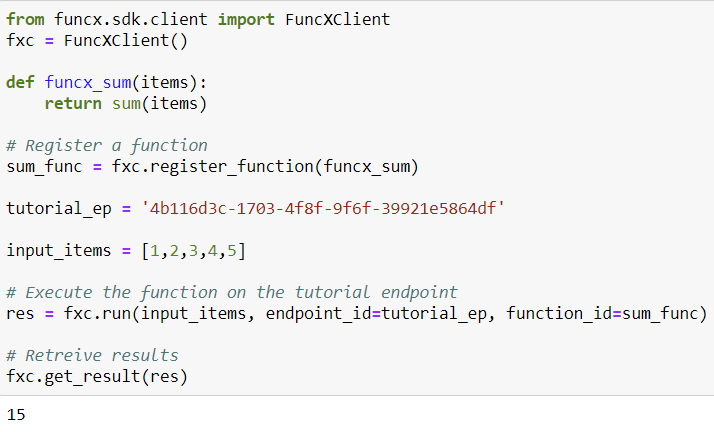 from funcx.sdk.client import FuncXClient
fxc = FuncXClient()
def funcx_sum(items):
    return sum(items)
# Register a function
sum_func = fxc.register_function(funcx_sum)
tutorial_ep = '4b116d3c-1703-4f8f-9f6f-39921e5864df'
input_items = [1,2,3,4,5]
# Execute the function on the tutorial endpoint
res = fxc.run(input_items, endpoint_id=tutorial_ep, function_id=sum_func)
# Retreive results
fxc.get_result(res)
15